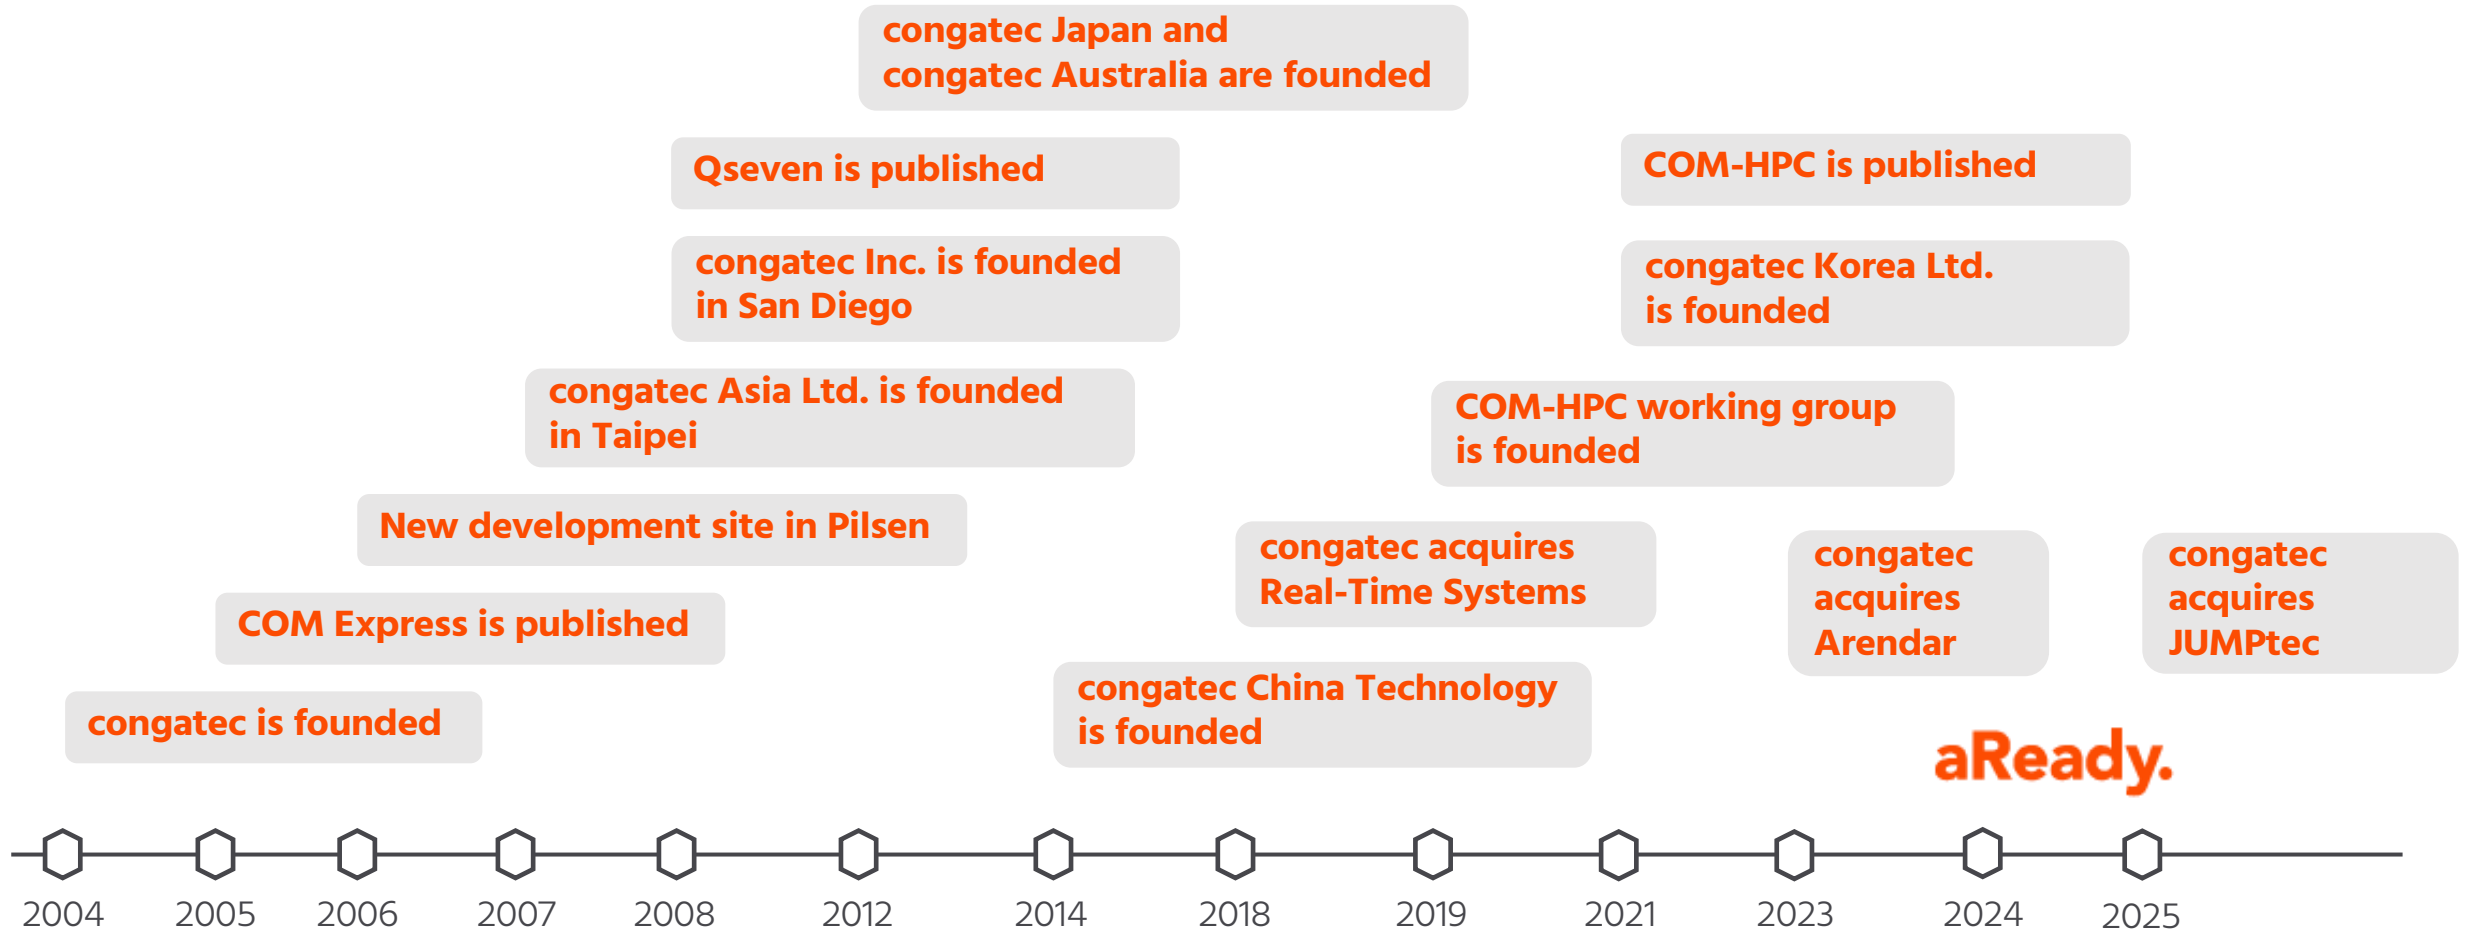 congatec Japan and
congatec Australia are founded
Qseven is published
COM-HPC is published
congatec Inc. is founded
in San Diego
congatec Korea Ltd.
is founded
congatec Asia Ltd. is founded
in Taipei
COM-HPC working group
is founded
New development site in Pilsen
congatec acquires
Real-Time Systems
congatec
acquires
Arendar
congatec
acquires
JUMPtec
COM Express is published
congatec China Technology
is founded
congatec is founded
aReady.
2004
2005
2006
2007
2008
2012
2014
2018
2019
2021
2023
2024
2025